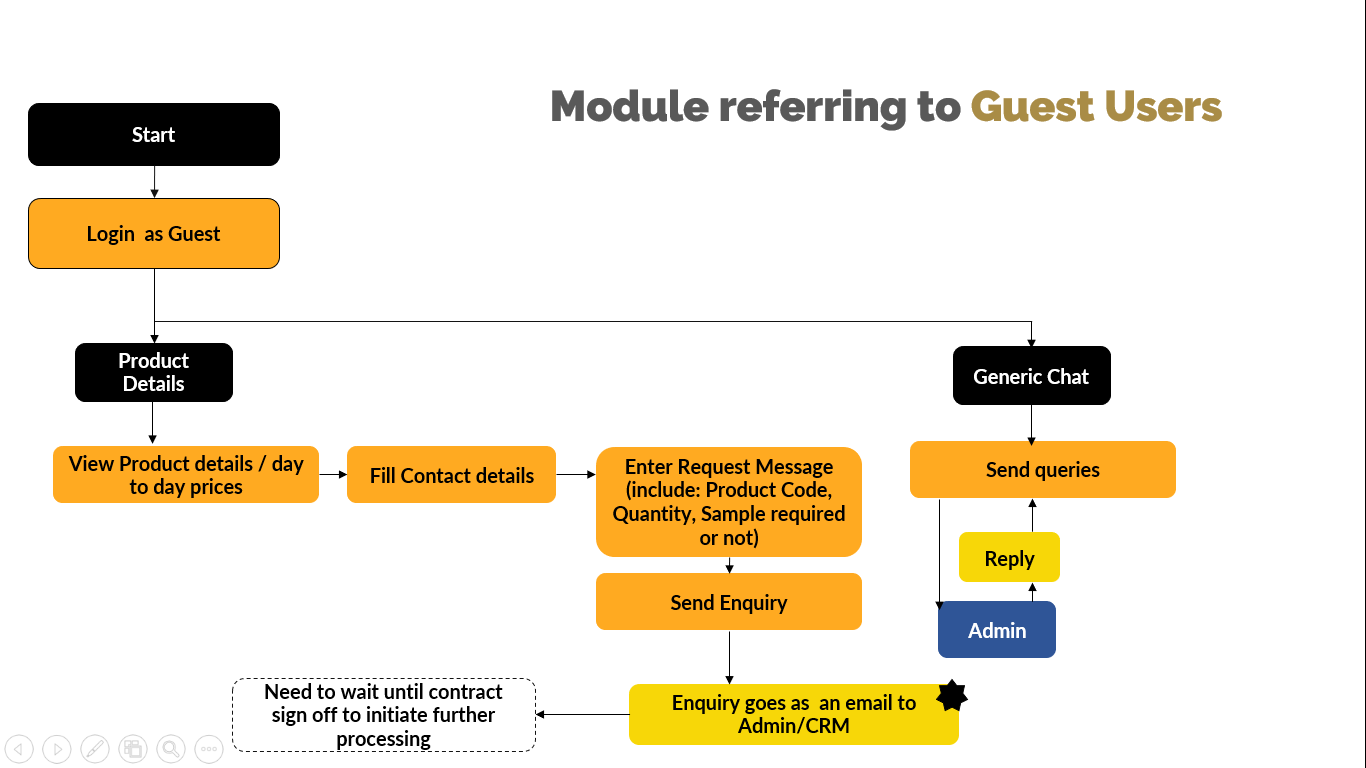 Module referring to Guest Users
Start
Login  as Guest
Product
Details
Generic Chat
View Product details / day
to day prices
Fill Contact details
Enter Request Message
(include: Product Code,
Quantity, Sample required
or not)
Send queries
Reply
Send Enquiry
Admin
Need to wait until contract
sign off to initiate further
processing
Enquiry goes as  an email to
Admin/CRM